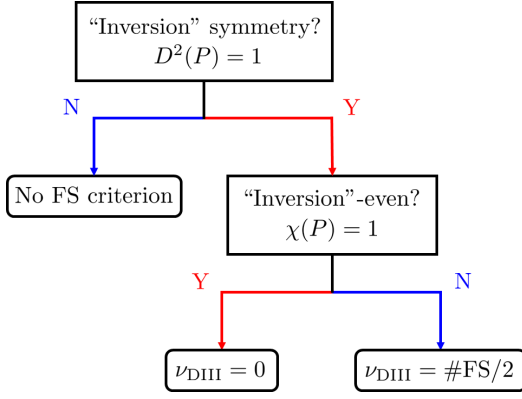 “Inversion” symmetry?
D²(P) = 1
N
Y
No FS criterion
“Inversion”-even?
χ(P) = 1
Y
N
ν_DIII = 0
ν_DIII = #FS/2